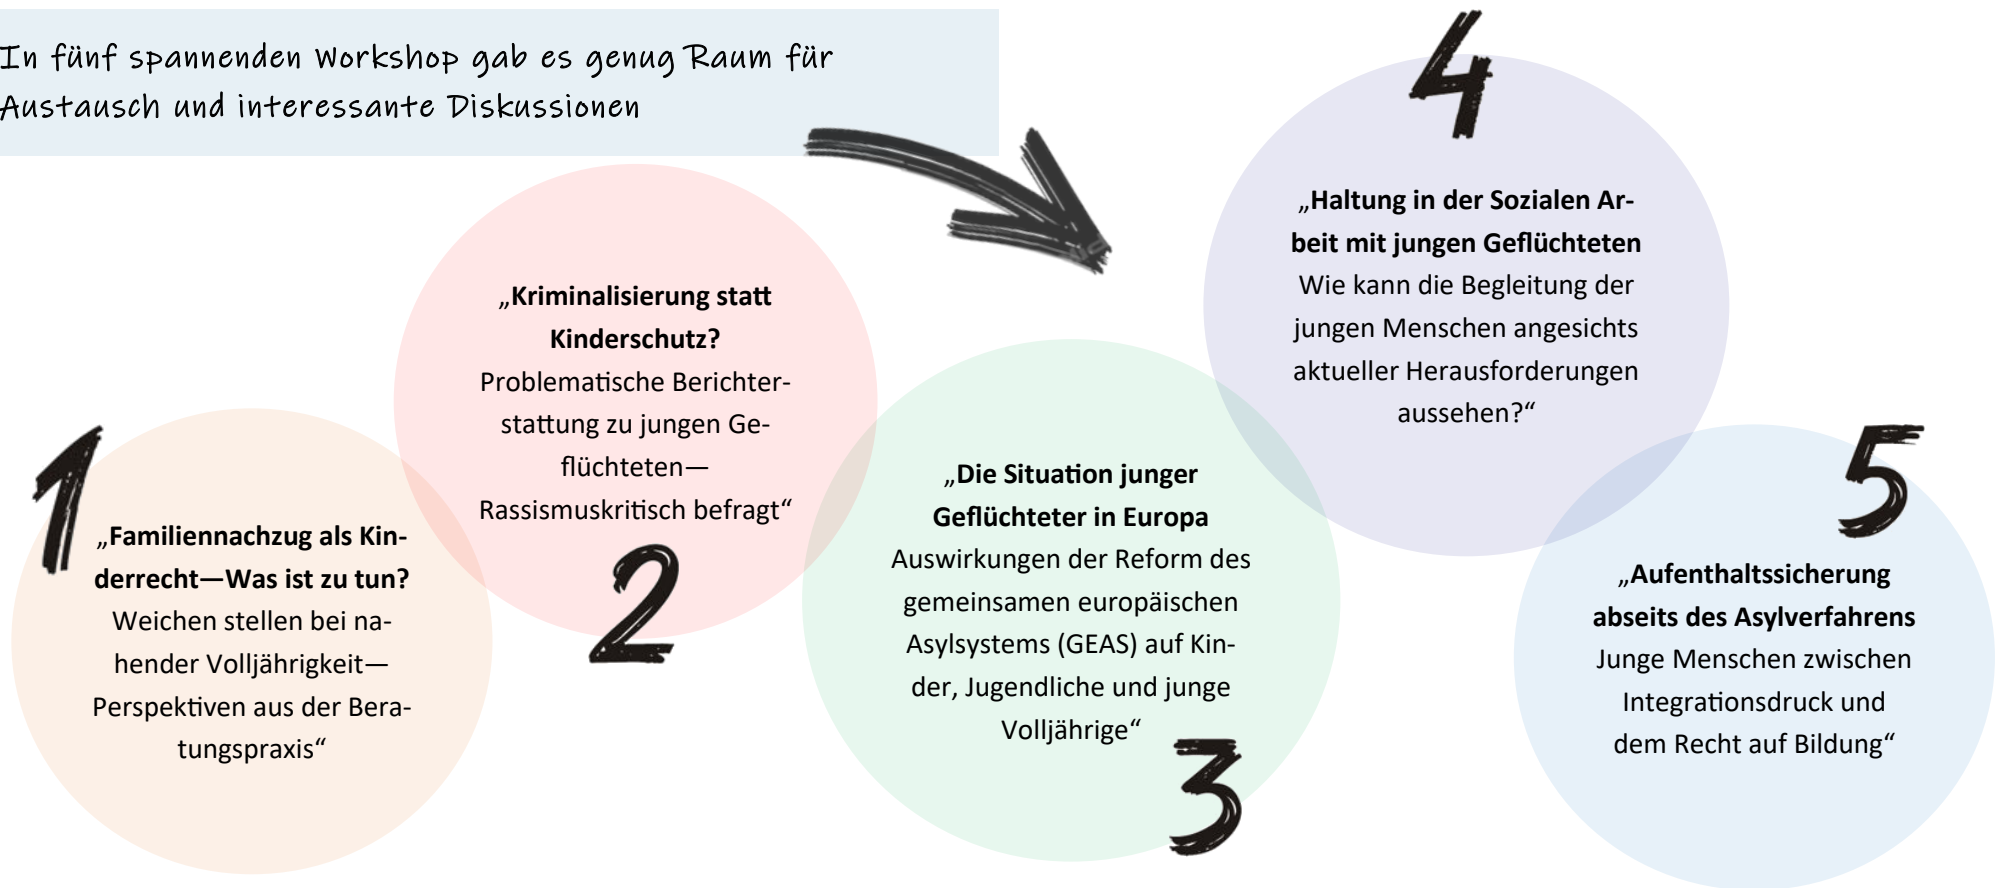 In fünf spannenden Workshop gab es genug Raum für
Austausch und interessante Diskussionen
1
„Familiennachzug als Kin-
derrecht—Was ist zu tun?
Weichen stellen bei na-
hender Volljährigkeit—
Perspektiven aus der Bera-
tungspraxis“
„Kriminalisierung statt
Kinderschutz?
Problematische Berichter-
stattung zu jungen Ge-
flüchteten—
Rassismuskritisch befragt“
2
„Die Situation junger
Geflüchteter in Europa
Auswirkungen der Reform des
gemeinsamen europäischen
Asylsystems (GEAS) auf Kin-
der, Jugendliche und junge
Volljährige“
3
4
„Haltung in der Sozialen Ar-
beit mit jungen Geflüchteten
Wie kann die Begleitung der
jungen Menschen angesichts
aktueller Herausforderungen
aussehen?“
5
„Aufenthaltssicherung
abseits des Asylverfahrens
Junge Menschen zwischen
Integrationsdruck und
dem Recht auf Bildung“